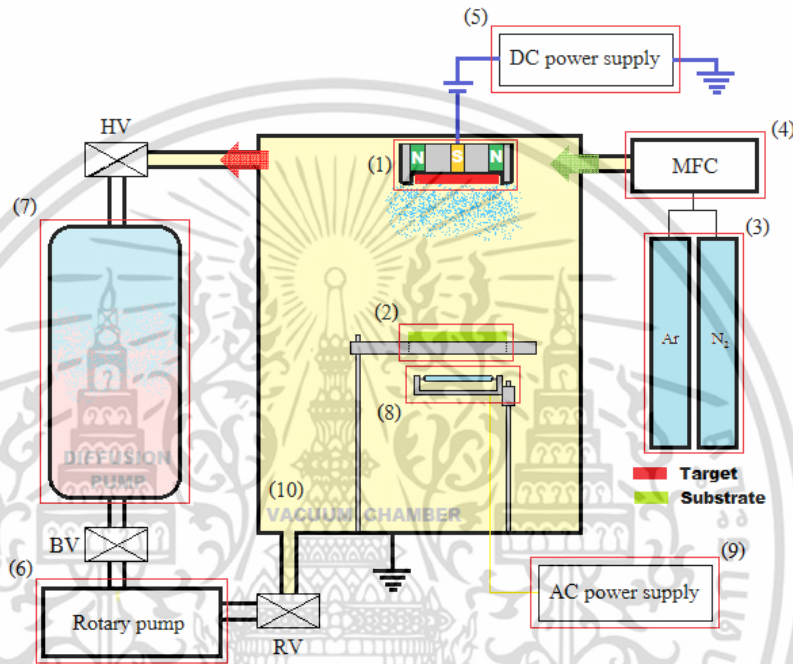 (5)
DC power supply
HV
(4)
(1)
N S N
MFC
(7)
(3)
(2)
Ar
N₂
(8)
DIFFUSION
PUMP
Target
Substrate
(10)
VACUUM CHAMBER
BV
(9)
(6)
AC power supply
Rotary pump
RV